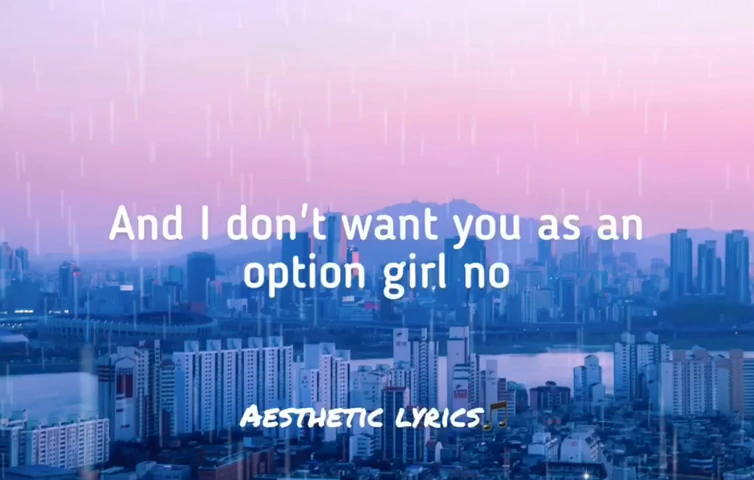 And I don't want you as an
option girl no
AESTHETIC LYRICS🎵